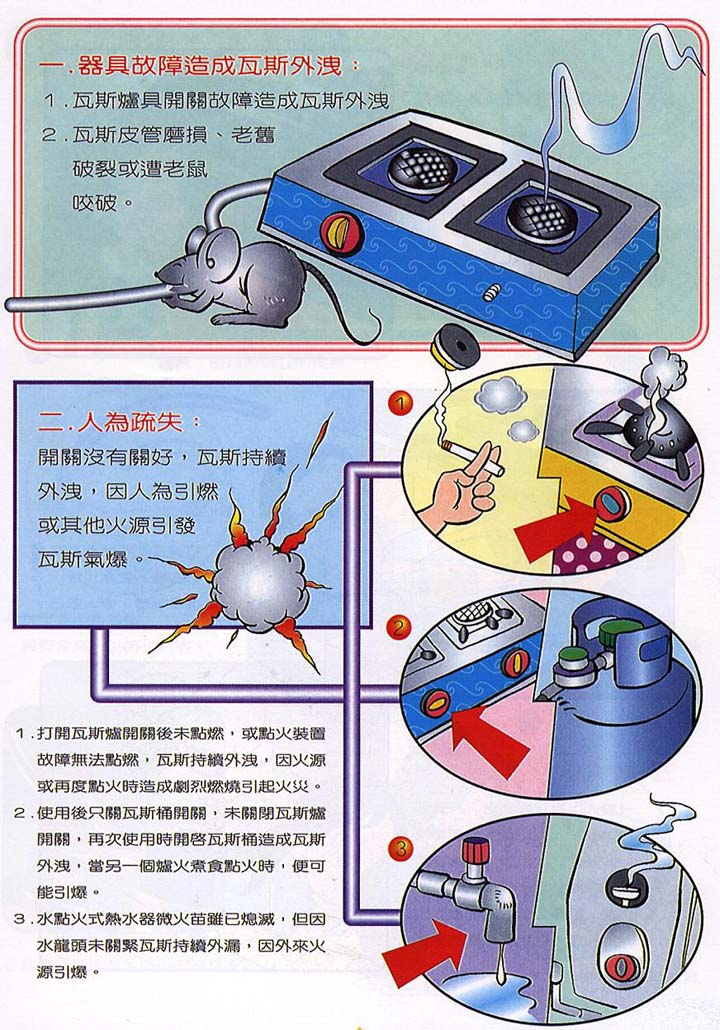 一.器具故障造成瓦斯外洩：
1.瓦斯爐具開關故障造成瓦斯外洩
2.瓦斯皮管磨損、老舊
破裂或遭老鼠
咬破。
二.人為疏失：
開關沒有關好，瓦斯持續
外洩，因人為引燃
或其他火源引發
瓦斯氣爆。
1
2
3
1.打開瓦斯爐開關後未點燃，或點火裝置
故障無法點燃，瓦斯持續外洩，因火源
或再度點火時造成劇烈燃燒引起火災。
2.使用後只關瓦斯桶開關，未關閉瓦斯爐
開關，再次使用時開啓瓦斯桶造成瓦斯
外洩，當另一個爐火煮食點火時，便可
能引爆。
3.水點火式熱水器微火苗雖已熄滅，但因
水龍頭未關緊瓦斯持續外漏，因外來火
源引爆。